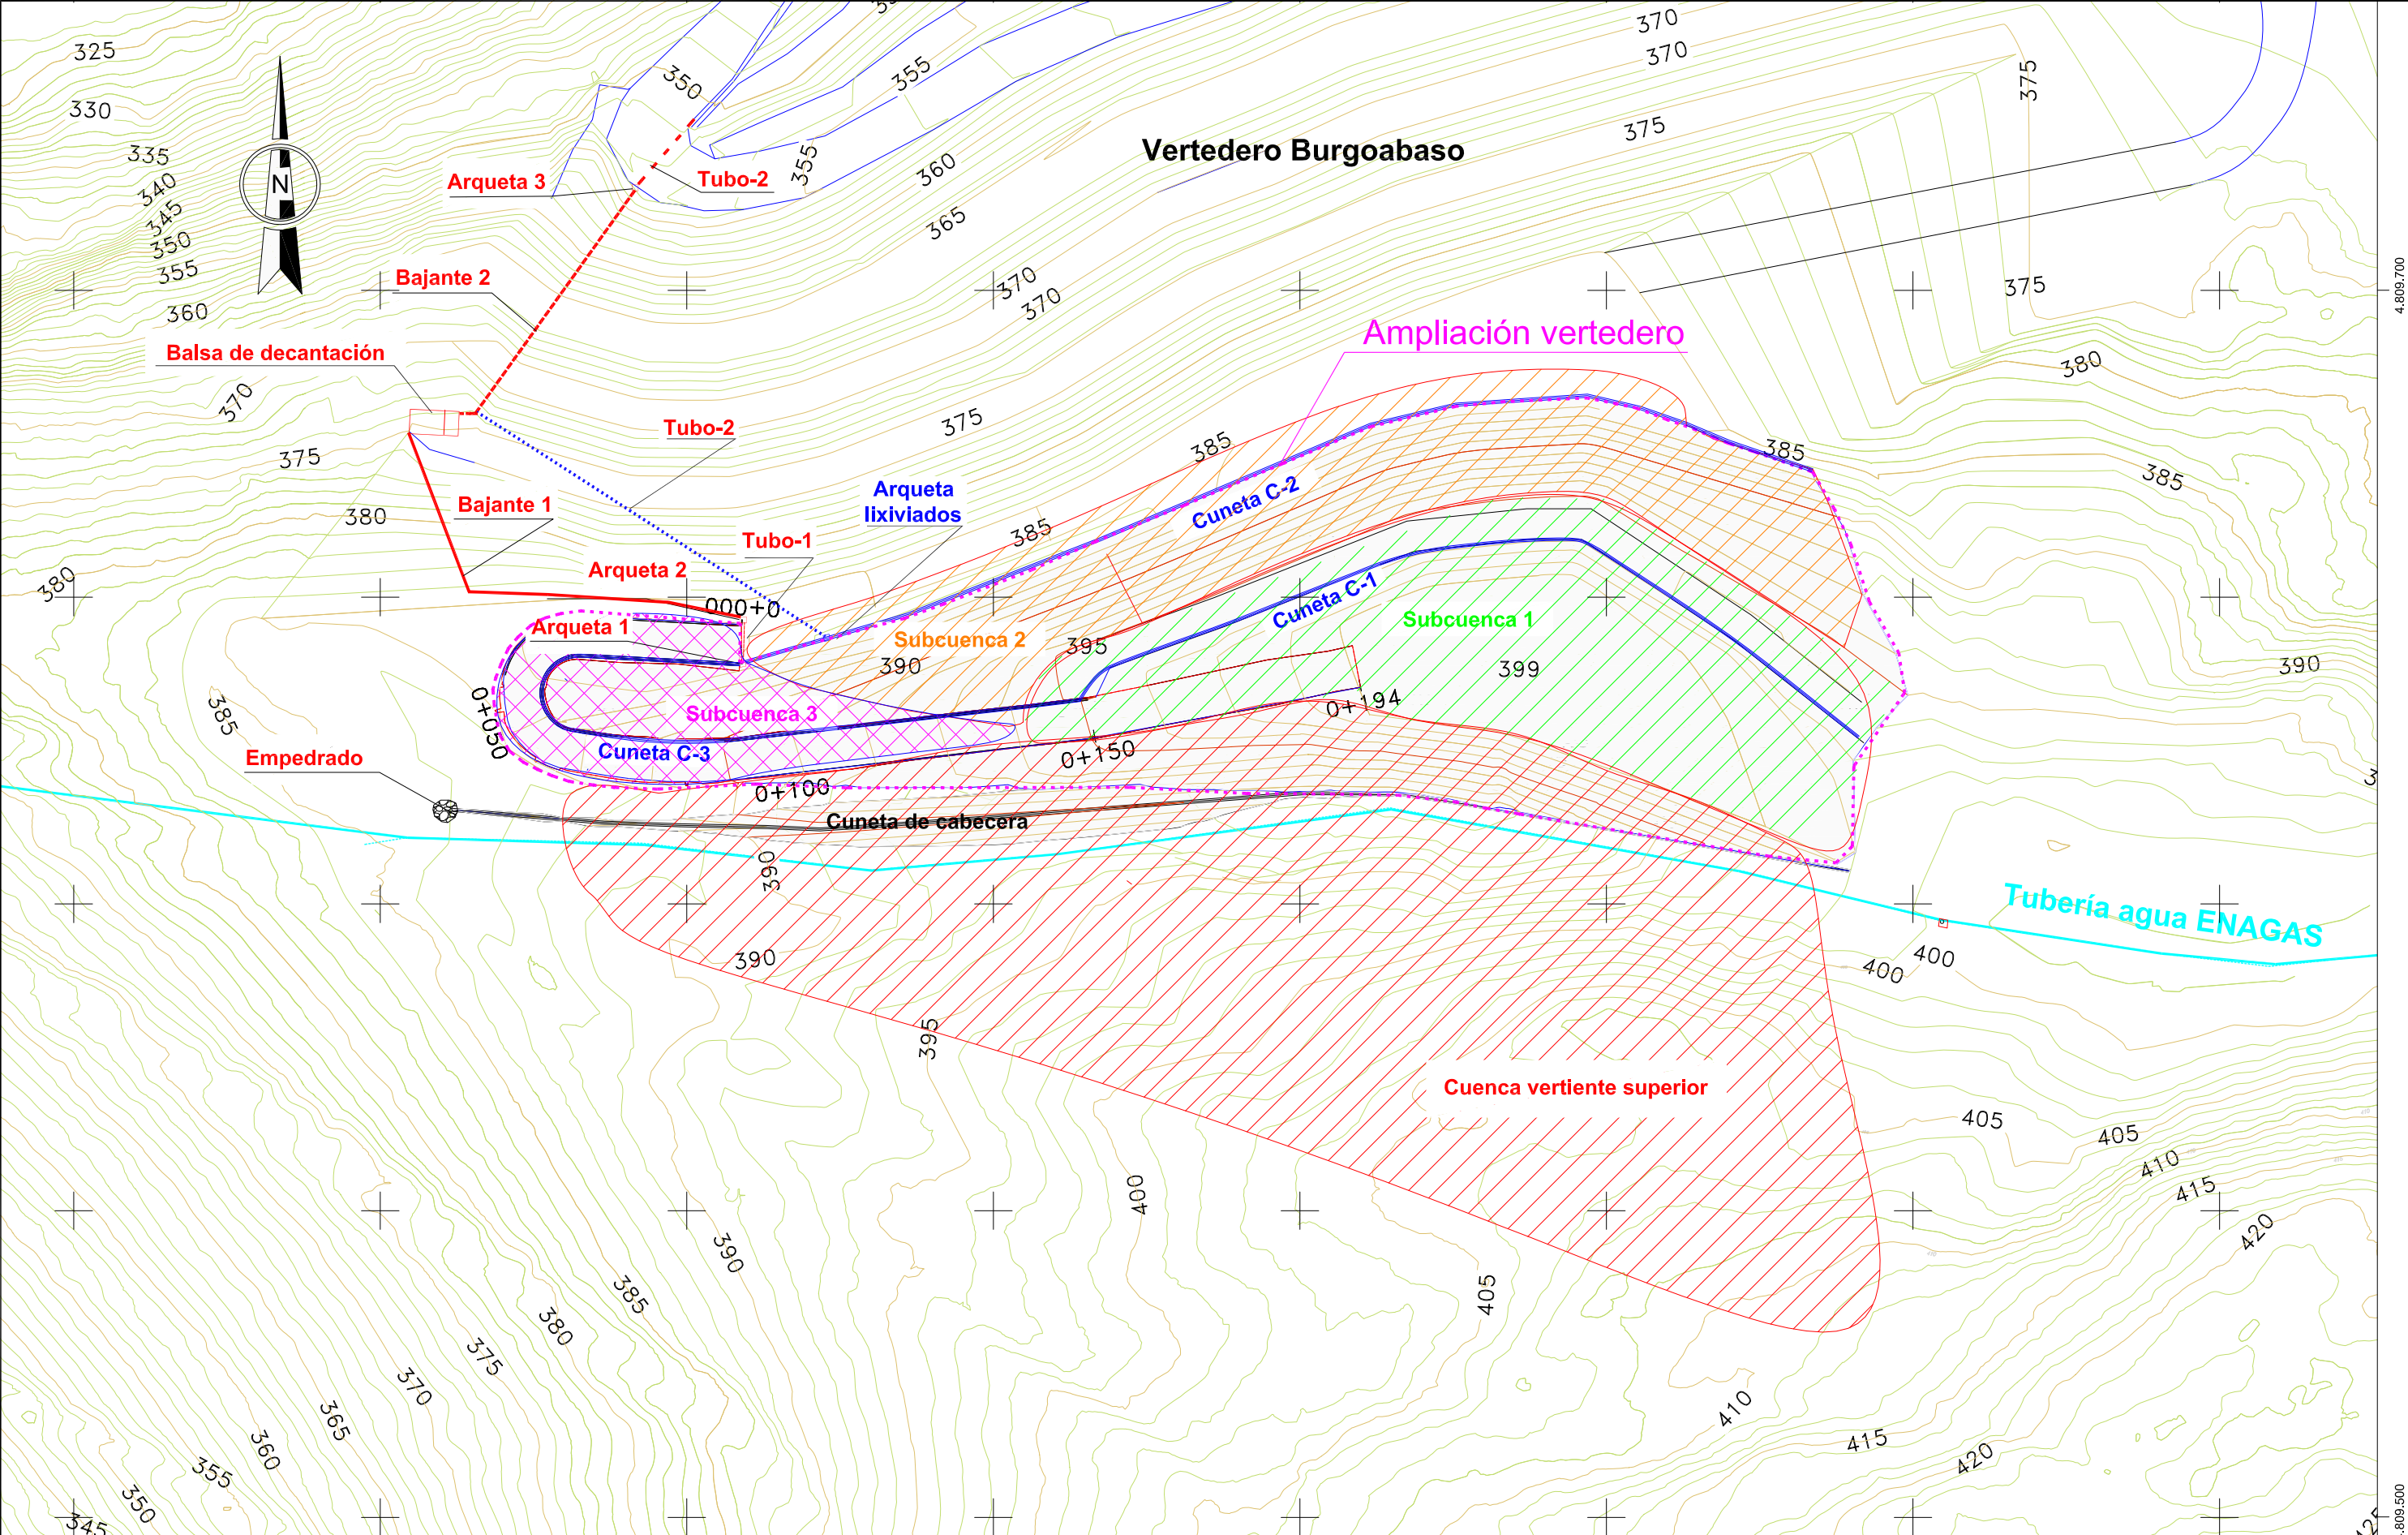 325
330
335
340
345
350
355
360
N
350
355
355
360
365
370
370
370
370
375
375
375
4.809.700
Vertedero Burgoabaso
Arqueta 3
Tubo-2
Bajante 2
Balsa de decantación
Ampliación vertedero
370
375
380
380
385
375
385
385
385
380
385
390
Tubo-2
Bajante 1
Arqueta
lixiviados
Tubo-1
Arqueta 2
0+000
Arqueta 1
Cuneta C-2
Cuneta C-1
Subcuenca 1
Subcuenca 2
390
395
399
0+194
Subcuenca 3
Cuneta C-3
0+050
0+150
0+100
Empedrado
Cuneta de cabecera
390
390
395
Tubería agua ENAGAS
400
400
Cuenca vertiente superior
405
405
410
415
420
400
405
410
415
420
390
385
380
375
370
365
360
355
350
345